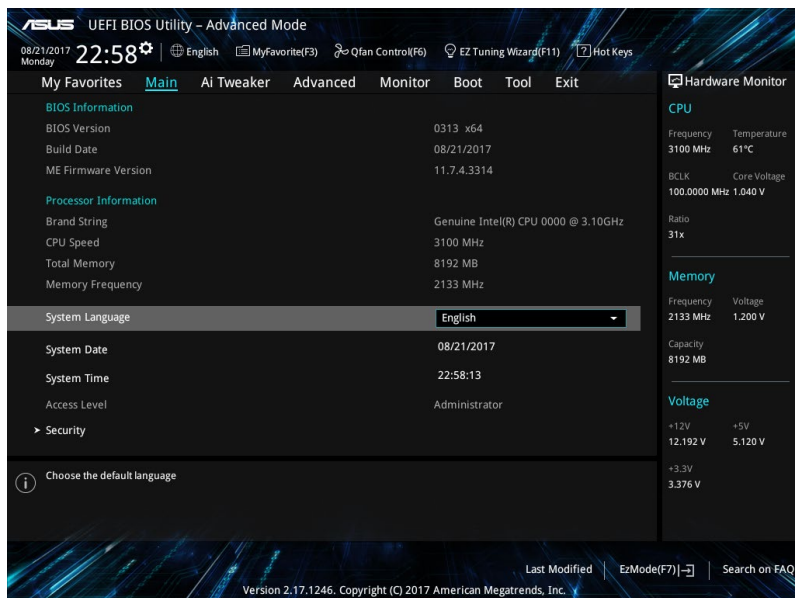 ASUS UEFI BIOS Utility – Advanced Mode
08/21/2017 Monday 22:58 English MyFavorite(F3) Qfan Control(F6) EZ Tuning Wizard(F11) ? Hot Keys
My Favorites Main Ai Tweaker Advanced Monitor Boot Tool Exit
BIOS Information
BIOS Version 0313 x64
Build Date 08/21/2017
ME Firmware Version 11.7.4.3314
Processor Information
Brand String Genuine Intel(R) CPU 0000 @ 3.10GHz
CPU Speed 3100 MHz
Total Memory 8192 MB
Memory Frequency 2133 MHz
System Language English
System Date 08/21/2017
System Time 22:58:13
Access Level Administrator
Security
Choose the default language
Hardware Monitor
CPU
Frequency Temperature
3100 MHz 61°C
BCLK Core Voltage
100.0000 MHz 1.040 V
Ratio
31x
Memory
Frequency Voltage
2133 MHz 1.200 V
Capacity
8192 MB
Voltage
+12V +5V
12.192 V 5.120 V
+3.3V
3.376 V
Last Modified EzMode(F7) Search on FAQ
Version 2.17.1246. Copyright (C) 2017 American Megatrends, Inc.